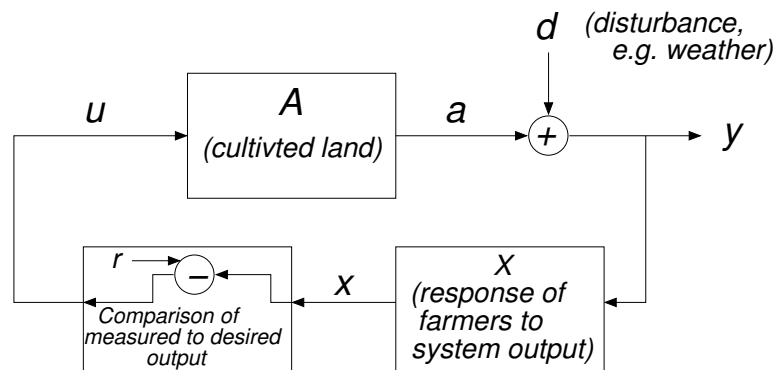 d (disturbance,
e.g. weather)
A
u
(cultivted land)
a
+
y
r
−
x
X
(response of
farmers to
system output)
Comparison of
measured to desired
output